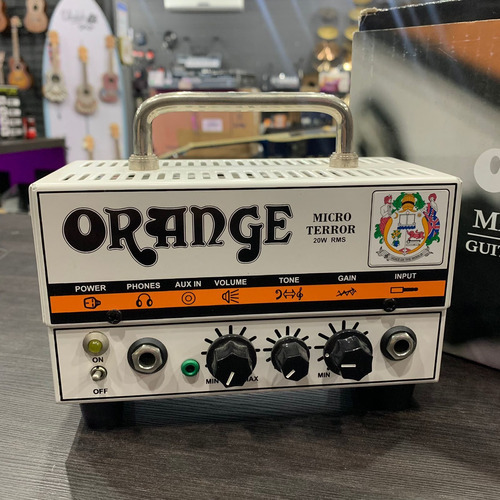 ORANGE
MICRO
TERROR
20W RMS
POWER PHONES AUX IN VOLUME TONE GAIN INPUT
ON
OFF
MIN MAX
MIN
GUIT